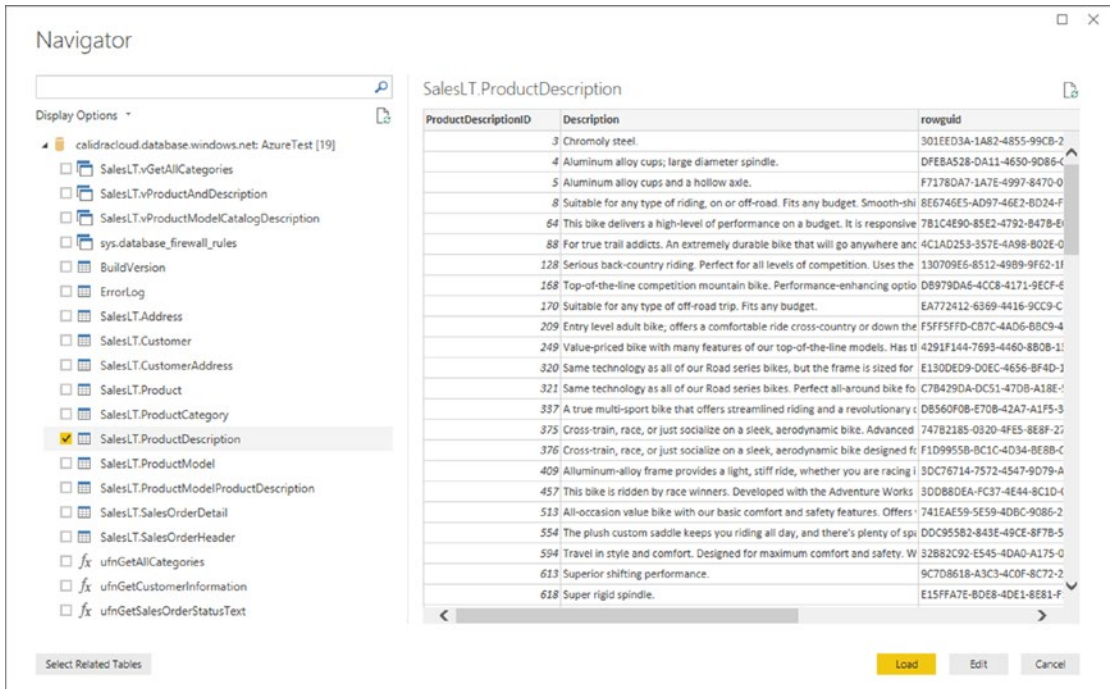 Navigator
Display Options
calidracloud.database.windows.net: AzureTest [19]
SalesLT.vGetAllCategories
SalesLT.vProductAndDescription
SalesLT.vProductModelCatalogDescription
sys.database_firewall_rules
BuildVersion
ErrorLog
SalesLT.Address
SalesLT.Customer
SalesLT.CustomerAddress
SalesLT.Product
SalesLT.ProductCategory
SalesLT.ProductDescription
SalesLT.ProductModel
SalesLT.ProductModelProductDescription
SalesLT.SalesOrderDetail
SalesLT.SalesOrderHeader
fx ufnGetAllCategories
fx ufnGetCustomerInformation
fx ufnGetSalesOrderStatusText
Select Related Tables
SalesLT.ProductDescription
ProductDescriptionID Description rowguid
3 Chromoly steel. 301EED3A-1A82-4855-99CB-2
4 Aluminum alloy cups; large diameter spindle. DFEBA528-DA11-4650-9D86-
5 Aluminum alloy cups and a hollow axle. F7178DA7-1A7E-4997-8470-0
8 Suitable for any type of riding, on or off-road. Fits any budget. Smooth-shi 8E6746E5-AD97-46E2-BD24-F
64 This bike delivers a high-level of performance on a budget. It is responsive 7B1C4E90-85E2-4792-B47B-
88 For true trail addicts. An extremely durable bike that will go anywhere and 4C1AD253-357E-4A98-B02E-0
128 Serious back-country riding. Perfect for all levels of competition. Uses the 130709E6-8512-49B9-9F62-1
168 Top-of-the-line competition mountain bike. Performance-enhancing optio DB979DA6-4CC8-4171-9ECF-6
170 Suitable for any type of off-road trip. Fits any budget. EA772412-6369-4416-9CC9-C
209 Entry level adult bike; offers a comfortable ride cross-country or down the F5FF5FFD-CB7C-4AD6-BBC9-4
249 Value-priced bike with many features of our top-of-the-line models. Has 4291F144-7693-4460-8B0B-1
320 Same technology as all of our Road series bikes, but the frame is sized for E130DED9-D0EC-4656-BF4D-1
321 Same technology as all of our Road series bikes. Perfect all-around bike fo C7B429DA-DC51-47DB-A18E-
337 A true multi-sport bike that offers streamlined riding and a revolutionary DB560F0B-E70B-42A7-A1F5-3
375 Cross-train, race, or just socialize on a sleek, aerodynamic bike. Advanced 747B2185-0320-4FE5-8E8F-27
376 Cross-train, race, or just socialize on a sleek, aerodynamic bike designed fo F1D9955B-BC1C-4D34-BE8B-
409 Alluminum-alloy frame provides a light, stiff ride, whether you are racing i 3DC76714-7572-4547-9D79-A
457 This bike is ridden by race winners. Developed with the Adventure Works 3DDB8DEA-FC37-4E44-8C1D-
513 All-occasion value bike with our basic comfort and safety features. Offers 741EAE59-5E59-4DBC-9086-2
554 The plush custom saddle keeps you riding all day, and there's plenty of spa DDC955B2-843E-49CE-8F7B-5
594 Travel in style and comfort. Designed for maximum comfort and safety. W 32B82C92-E545-4DA0-A175-0
613 Superior shifting performance. 9C7D8618-A3C3-4C0F-8C72-2
618 Super rigid spindle. E15FFA7E-BDE8-4DE1-8E81-F
Load Edit Cancel